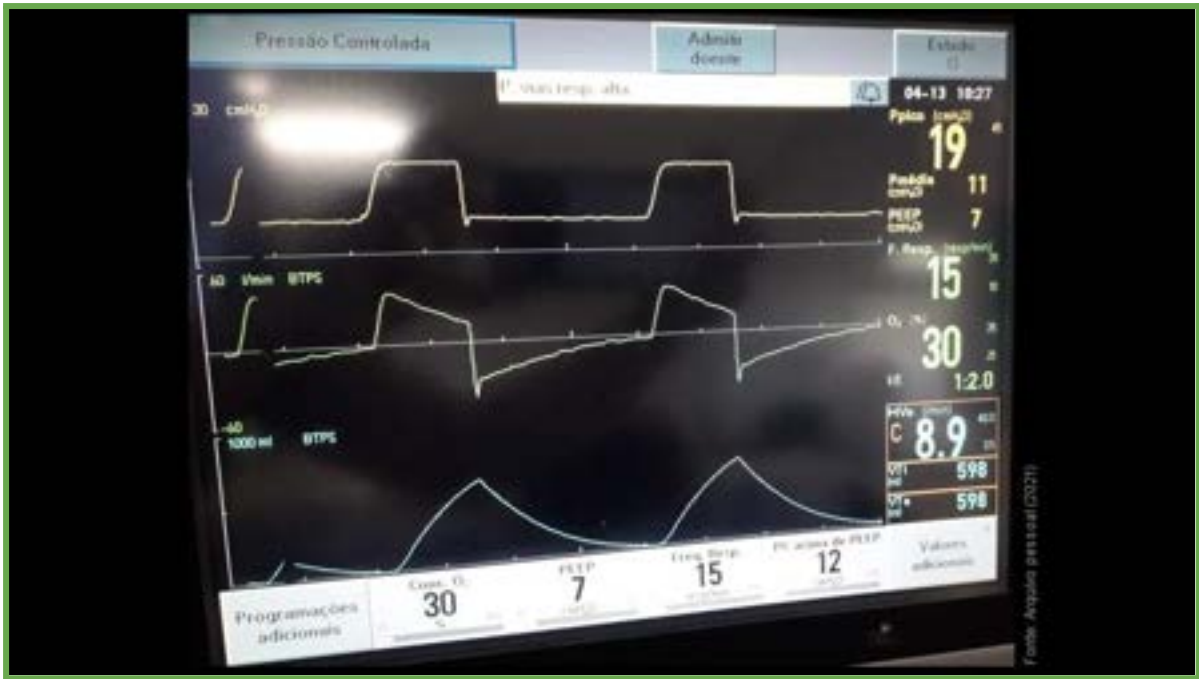 Pressão Controlada
Admitir
doente
Estado
P. vias resp. alta
04-13 18:27
30 cmH₂O
Ppico (cmH₂O)
19
Pmédia
(cmH₂O)
11
PEEP
(cmH₂O)
7
F. Resp.
15
60 l/min BTPS
O₂ (%)
30
I:E
1:2.0
-60
1000 ml BTPS
MVe (l/min)
C 8.9
VTi
ml
598
VTe
ml
598
Conc. O₂
30
%
PEEP
7
Freq. Resp.
15
PC acima de PEEP
12
Valores
adicionais
Programações
adicionais
Fonte: Arquivo pessoal (2021)